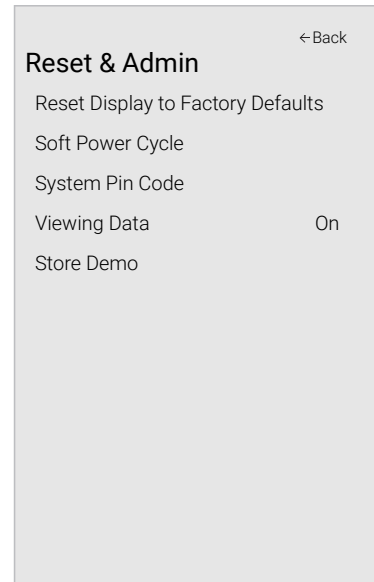 ←Back
Reset & Admin
Reset Display to Factory Defaults
Soft Power Cycle
System Pin Code
Viewing Data On
Store Demo